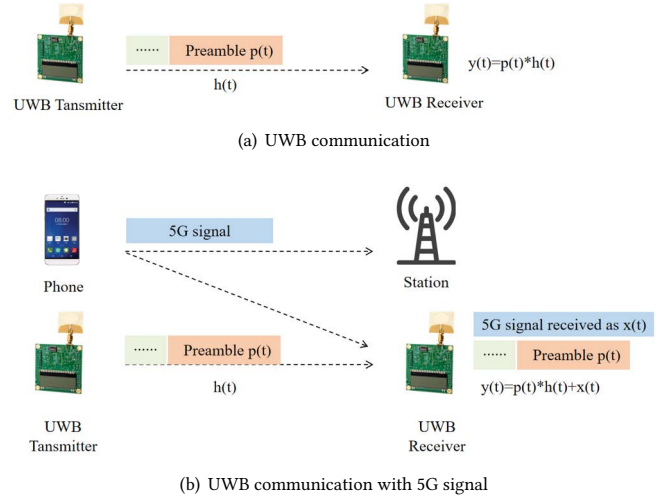 ...... Preamble p(t)
h(t)
y(t)=p(t)*h(t)
UWB Tansmitter
UWB Receiver
(a) UWB communication
08:00
5G signal
Phone
Station
...... Preamble p(t)
h(t)
5G signal received as x(t)
...... Preamble p(t)
y(t)=p(t)*h(t)+x(t)
UWB
Tansmitter
UWB
Receiver
(b) UWB communication with 5G signal